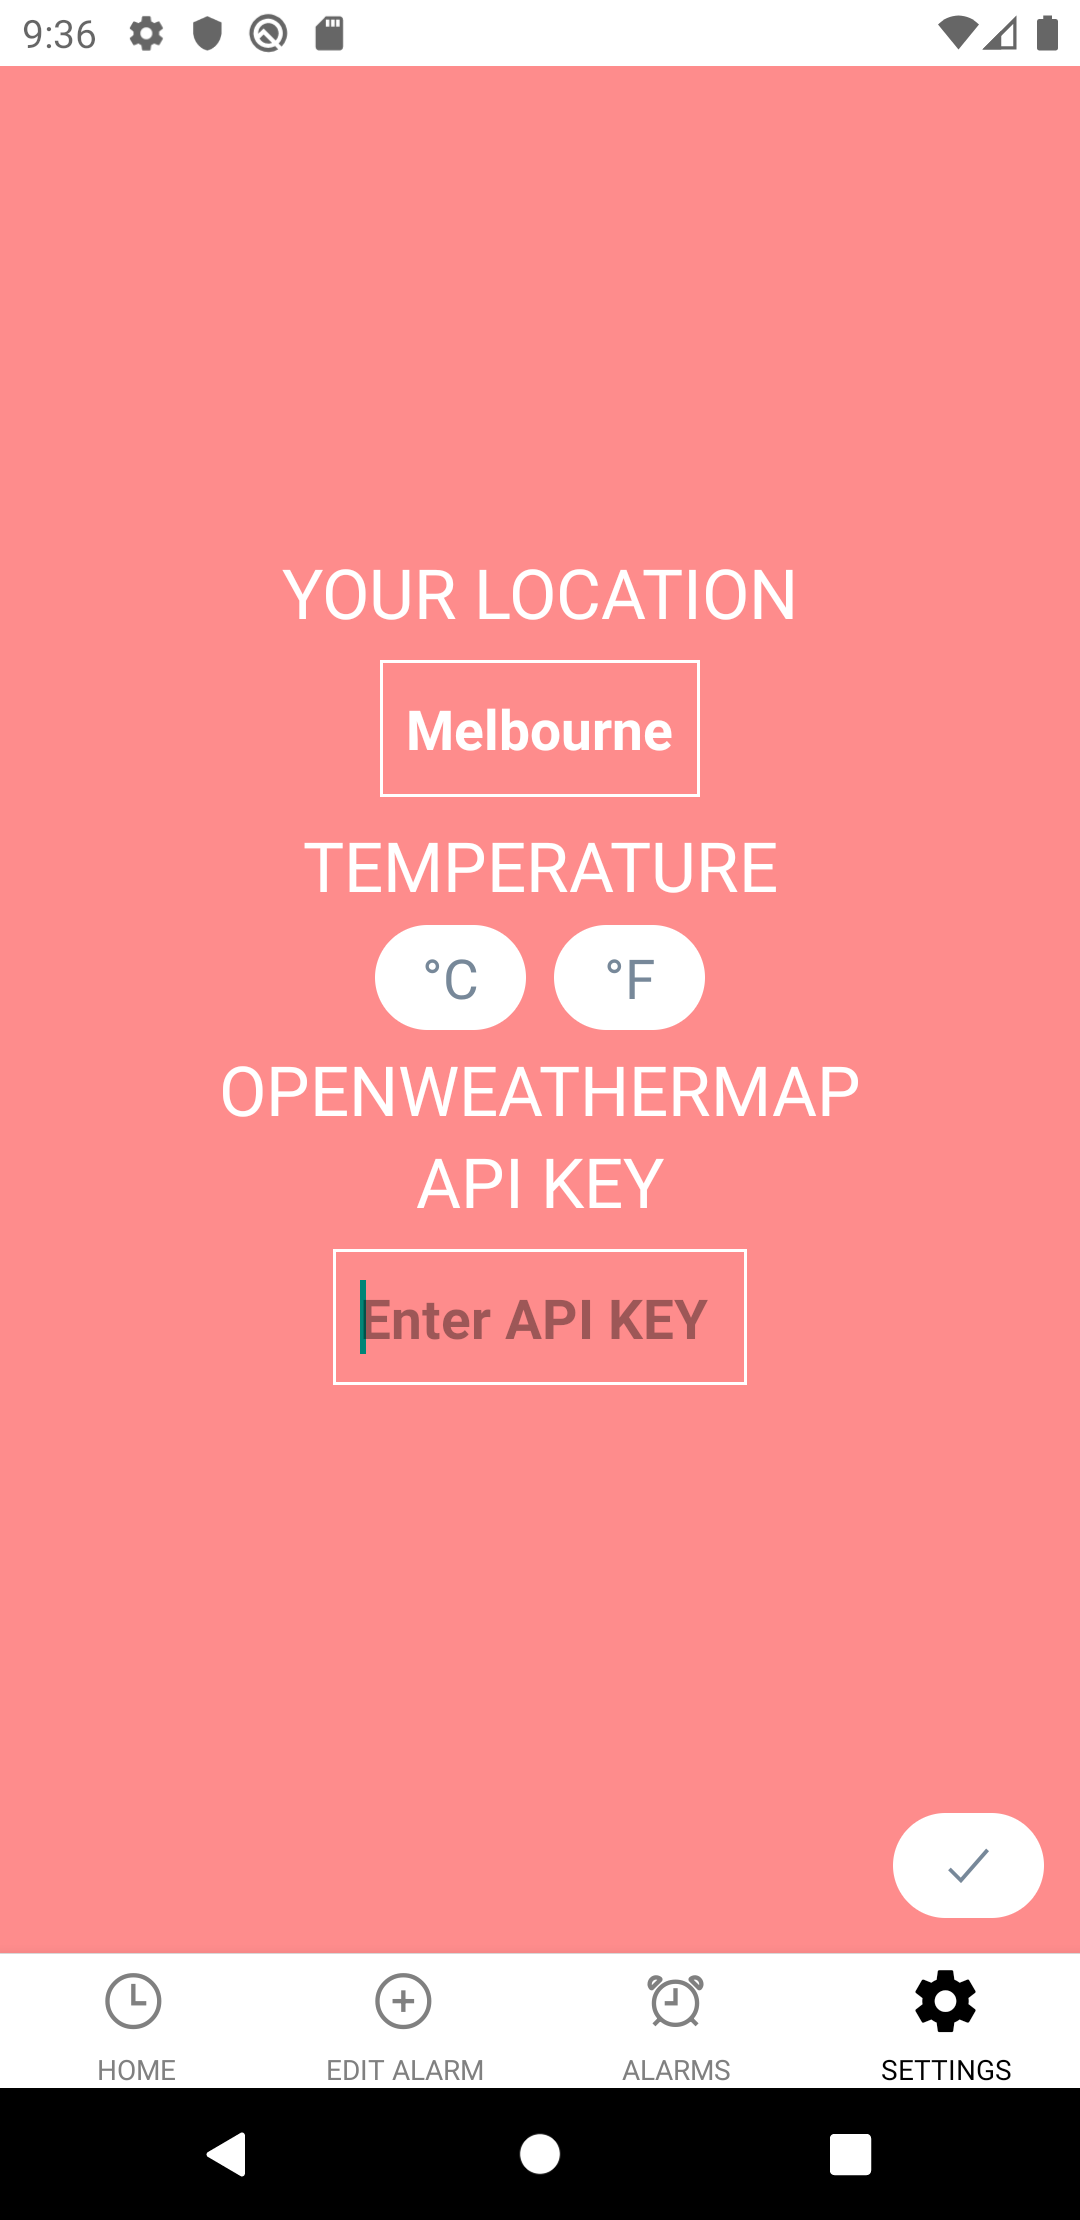 9:36
YOUR LOCATION
Melbourne
TEMPERATURE
°C °F
OPENWEATHERMAP
API KEY
Enter API KEY
HOME EDIT ALARM ALARMS SETTINGS